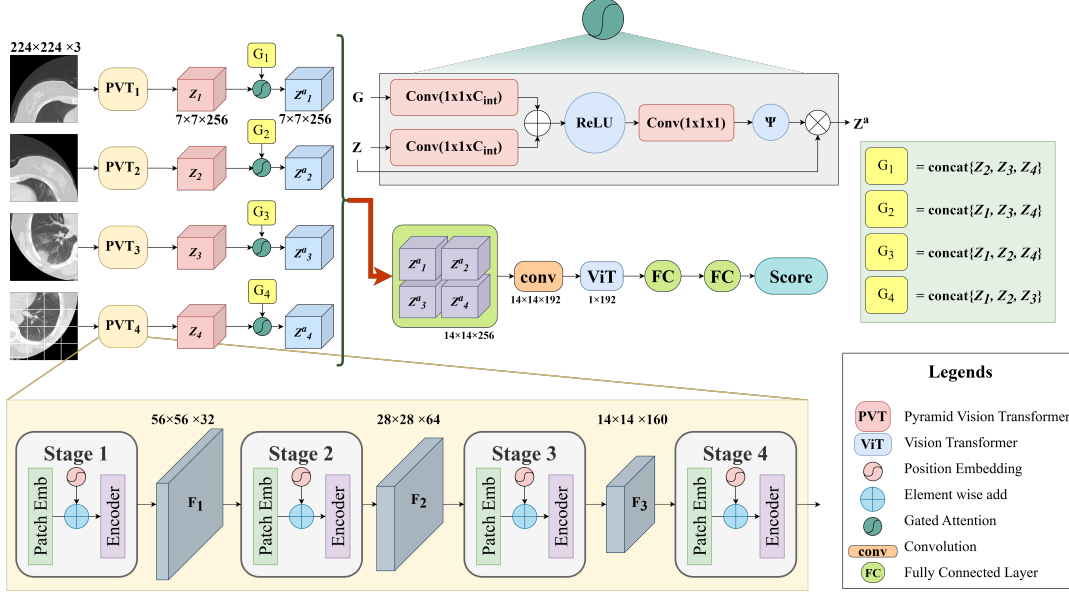 224×224 ×3
PVT1
Z1
7×7×256
G1
Za1
7×7×256
PVT2
Z2
G2
Za2
PVT3
Z3
G3
Za3
PVT4
Z4
G4
Za4
G
Conv(1x1xCint)
Z
Conv(1x1xCint)
ReLU
Conv(1x1x1)
Ψ
Za
G1 = concat{Z2, Z3, Z4}
G2 = concat{Z1, Z3, Z4}
G3 = concat{Z1, Z2, Z4}
G4 = concat{Z1, Z2, Z3}
Za1 Za2
Za3 Za4
14×14×256
conv
14×14×192
ViT
1×192
FC
FC
Score
56×56 ×32
28×28 ×64
14×14 ×160
Stage 1
Patch Emb
Encoder
F1
Stage 2
Patch Emb
Encoder
F2
Stage 3
Patch Emb
Encoder
F3
Stage 4
Patch Emb
Encoder
Legends
PVT Pyramid Vision Transformer
ViT Vision Transformer
Position Embedding
Element wise add
Gated Attention
conv Convolution
FC Fully Connected Layer